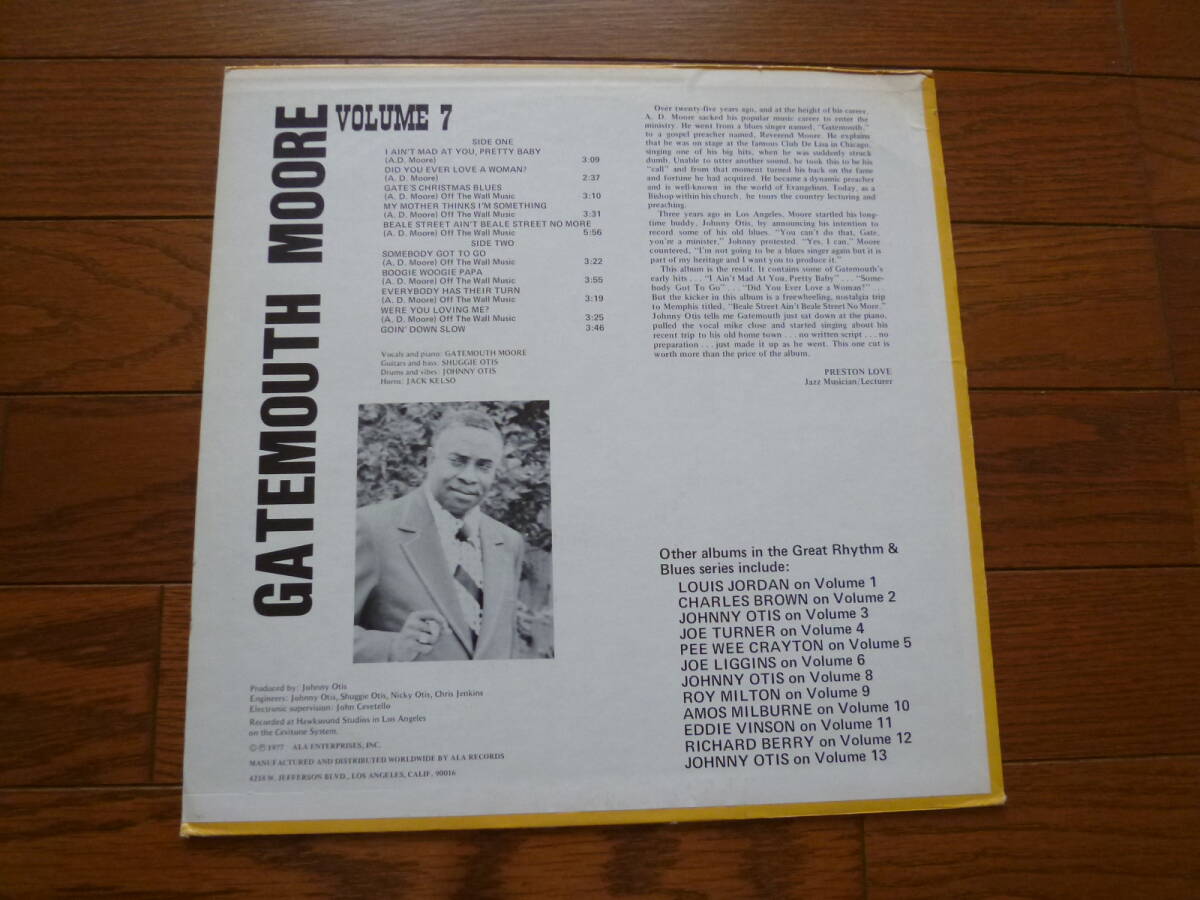 GATEMOUTH MOORE
VOLUME 7
SIDE ONE
I AIN'T MAD AT YOU, PRETTY BABY
(A.D. Moore) 3:09
DID YOU EVER LOVE A WOMAN?
(A. D. Moore) 2:37
GATE'S CHRISTMAS BLUES
(A. D. Moore) Off The Wall Music 3:10
MY MOTHER THINKS I'M SOMETHING
(A. D. Moore) Off The Wall Music 3:31
BEALE STREET AIN'T BEALE STREET NO MORE
(A. D. Moore) Off The Wall Music 5:56
SIDE TWO
SOMEBODY GOT TO GO
(A. D. Moore) Off The Wall Music 3:22
BOOGIE WOOGIE PAPA
(A. D. Moore) Off The Wall Music 3:55
EVERYBODY HAS THEIR TURN
(A. D. Moore) Off The Wall Music 3:19
WERE YOU LOVING ME?
(A. D. Moore) Off The Wall Music 3:25
GOIN' DOWN SLOW 3:46
Vocals and piano: GATEMOUTH MOORE
Guitars and bass: SHUGGIE OTIS
Drums and vibes: JOHNNY OTIS
Horns: JACK KELSO
Produced by: Johnny Otis
Engineers: Johnny Otis, Shuggie Otis, Nicky Otis, Chris Jenkins
Electronic supervision: John Cevetello
Recorded at Hawksound Studios in Los Angeles
on the Cevitune System.
©℗ 1977 ALA ENTERPRISES, INC.
MANUFACTURED AND DISTRIBUTED WORLDWIDE BY ALA RECORDS
4218 W. JEFFERSON BLVD., LOS ANGELES, CALIF. 90016
Over twenty-five years ago, and at the height of his career,
A. D. Moore sacked his popular music career to enter the
ministry. He went from a blues singer named, "Gatemouth,"
to a gospel preacher named, Reverend Moore. He explains
that he was on stage at the famous Club De Lisa in Chicago,
singing one of his big hits, when he was suddenly struck
dumb. Unable to utter another sound, he took this to be his
"call" and from that moment turned his back on the fame
and fortune he had acquired. He became a dynamic preacher
and is well-known in the world of Evangelism. Today, as a
Bishop within his church, he tours the country lecturing and
preaching.
Three years ago in Los Angeles, Moore startled his long-
time buddy, Johnny Otis, by announcing his intention to
record some of his old blues. "You can't do that, Gate,
you're a minister," Johnny protested. "Yes, I can," Moore
countered, "I'm not going to be a blues singer again but it is
part of my heritage and I want you to produce it."
This album is the result. It contains some of Gatemouth's
early hits . . . "I Ain't Mad At You, Pretty Baby" . . . "Some-
body Got To Go" . . . "Did You Ever Love a Woman?" . . .
But the kicker in this album is a freewheeling, nostalgia trip
to Memphis titled, "Beale Street Ain't Beale Street No More."
Johnny Otis tells me Gatemouth just sat down at the piano,
pulled the vocal mike close and started singing about his
recent trip to his old home town . . . no written script . . . no
preparation . . . just made it up as he went. This one cut is
worth more than the price of the album.
PRESTON LOVE
Jazz Musician/Lecturer
Other albums in the Great Rhythm &
Blues series include:
LOUIS JORDAN on Volume 1
CHARLES BROWN on Volume 2
JOHNNY OTIS on Volume 3
JOE TURNER on Volume 4
PEE WEE CRAYTON on Volume 5
JOE LIGGINS on Volume 6
JOHNNY OTIS on Volume 8
ROY MILTON on Volume 9
AMOS MILBURNE on Volume 10
EDDIE VINSON on Volume 11
RICHARD BERRY on Volume 12
JOHNNY OTIS on Volume 13